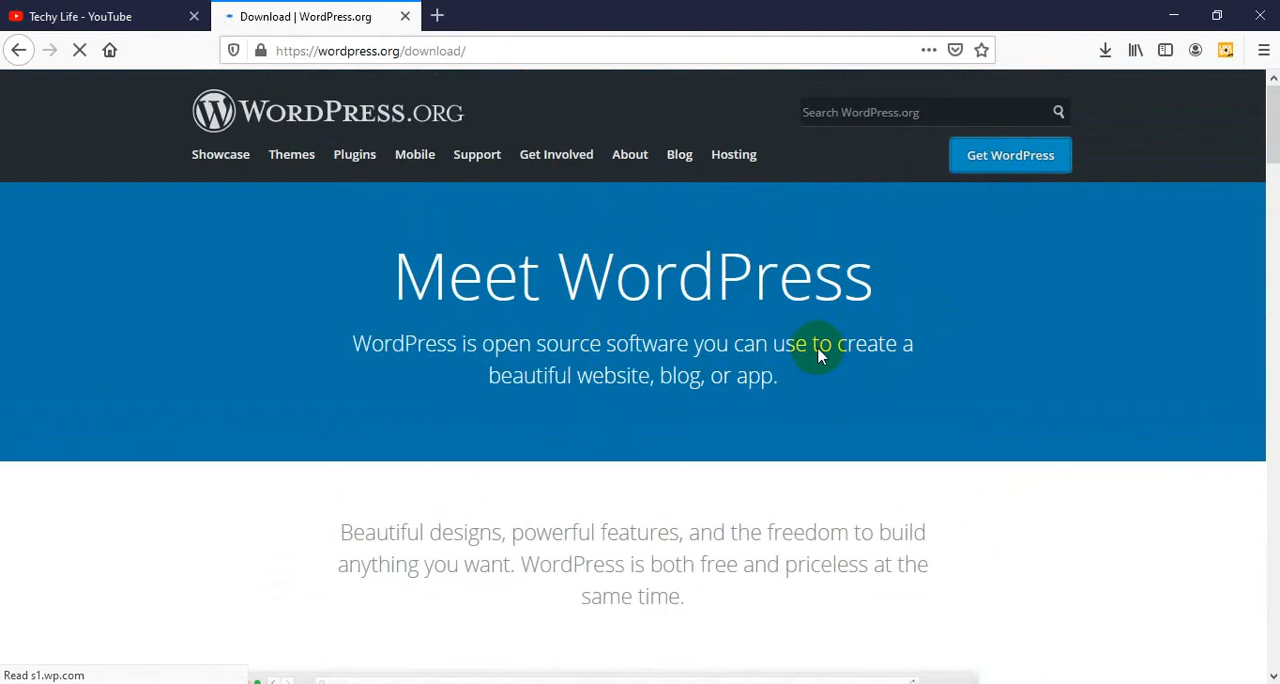 Techy Life - YouTube
Download | WordPress.org
https://wordpress.org/download/
WORDPRESS.ORG
Search WordPress.org
Showcase Themes Plugins Mobile Support Get Involved About Blog Hosting
Get WordPress
Meet WordPress
WordPress is open source software you can use to create a
beautiful website, blog, or app.
Beautiful designs, powerful features, and the freedom to build
anything you want. WordPress is both free and priceless at the
same time.
Read s1.wp.com